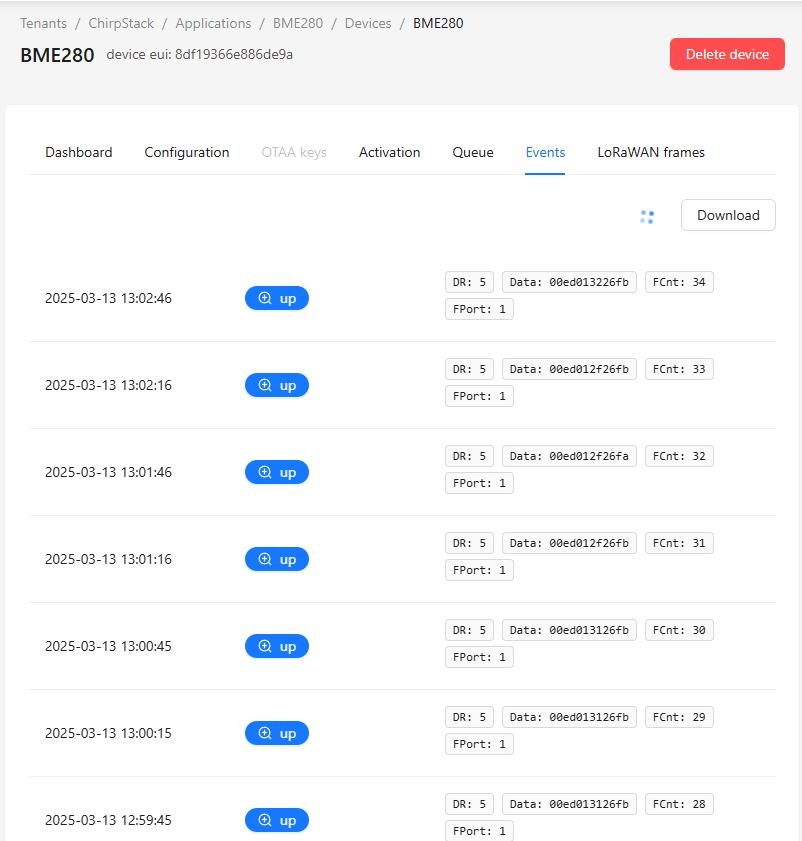 Tenants / ChirpStack / Applications / BME280 / Devices / BME280
BME280 device eui: 8df19366e886de9a
Delete device
Dashboard Configuration OTAA keys Activation Queue Events LoRaWAN frames
Download
2025-03-13 13:02:46 up DR: 5 Data: 00ed013226fb FCnt: 34
FPort: 1
2025-03-13 13:02:16 up DR: 5 Data: 00ed012f26fb FCnt: 33
FPort: 1
2025-03-13 13:01:46 up DR: 5 Data: 00ed012f26fa FCnt: 32
FPort: 1
2025-03-13 13:01:16 up DR: 5 Data: 00ed012f26fb FCnt: 31
FPort: 1
2025-03-13 13:00:45 up DR: 5 Data: 00ed013126fb FCnt: 30
FPort: 1
2025-03-13 13:00:15 up DR: 5 Data: 00ed013126fb FCnt: 29
FPort: 1
2025-03-13 12:59:45 up DR: 5 Data: 00ed013126fb FCnt: 28
FPort: 1